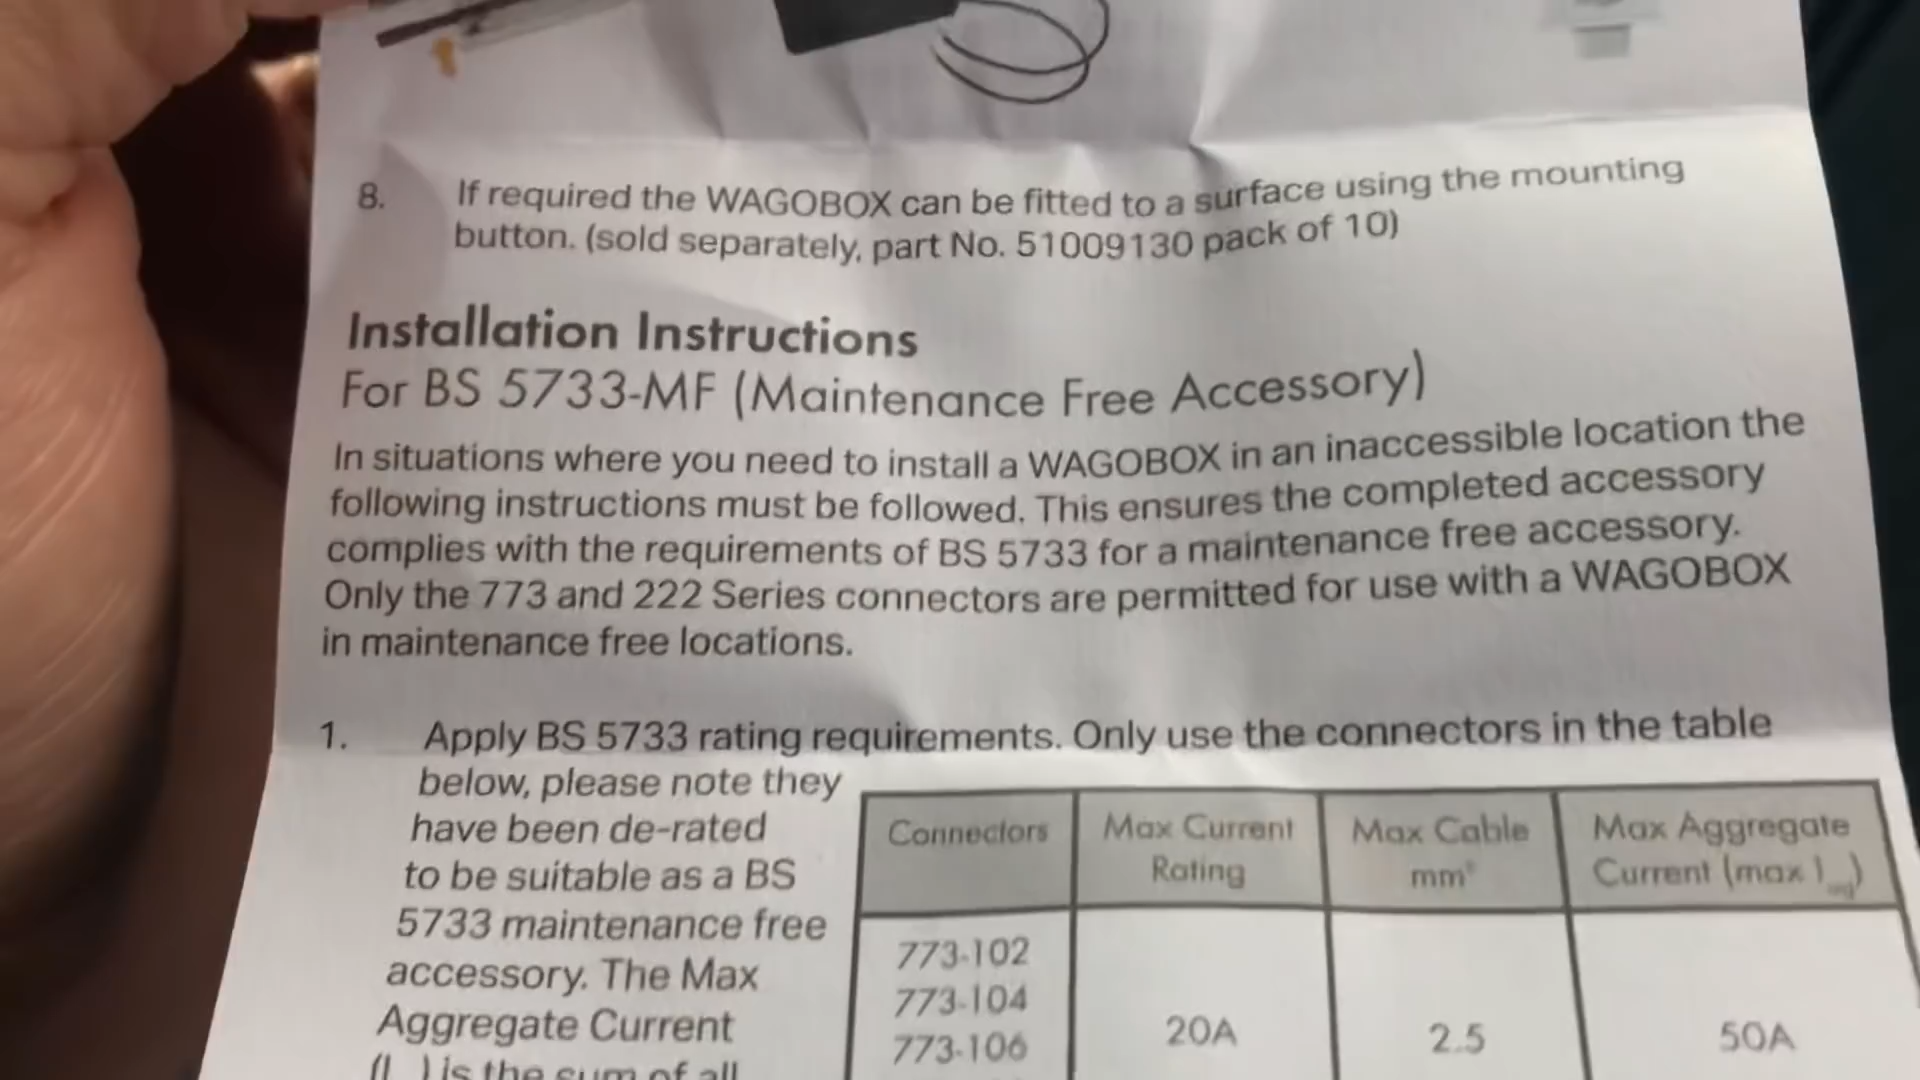 8. If required the WAGOBOX can be fitted to a surface using the mounting
button. (sold separately, part No. 51009130 pack of 10)
Installation Instructions
For BS 5733-MF (Maintenance Free Accessory)
In situations where you need to install a WAGOBOX in an inaccessible location the
following instructions must be followed. This ensures the completed accessory
complies with the requirements of BS 5733 for a maintenance free accessory.
Only the 773 and 222 Series connectors are permitted for use with a WAGOBOX
in maintenance free locations.
1. Apply BS 5733 rating requirements. Only use the connectors in the table
below, please note they
have been de-rated
to be suitable as a BS
5733 maintenance free
accessory. The Max
Aggregate Current
is the sum of all
Connectors
Max Current
Rating
Max Cable
mm²
Max Aggregate
Current (max I
773-102
773-104
773-106
20A
2.5
50A